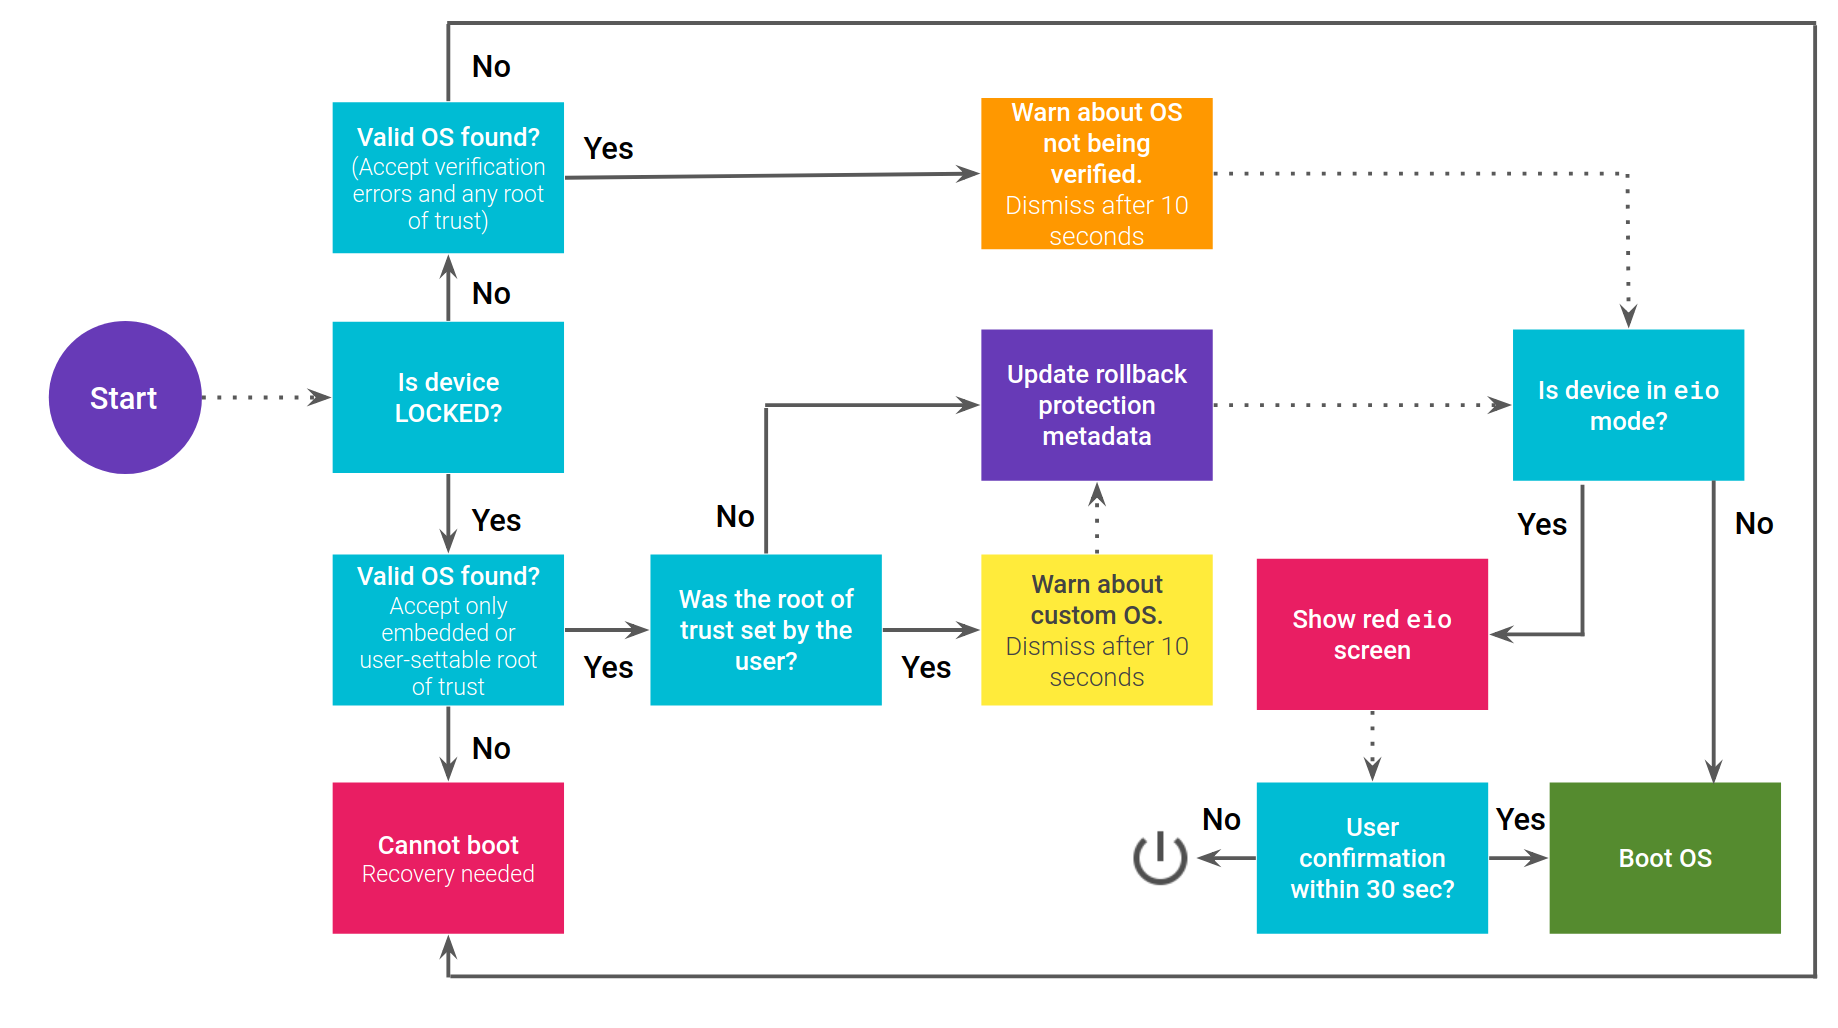 No
Valid OS found?
(Accept verification
errors and any root
of trust)
Yes
Warn about OS
not being
verified.
Dismiss after 10
seconds
No
Start
Is device
LOCKED?
Update rollback
protection
metadata
Is device in eio
mode?
Yes
No
Yes
No
Valid OS found?
Accept only
embedded or
user-settable root
of trust
Yes
Was the root of
trust set by the
user?
Yes
Warn about
custom OS.
Dismiss after 10
seconds
Show red eio
screen
No
Cannot boot
Recovery needed
No
User
confirmation
within 30 sec?
Yes
Boot OS